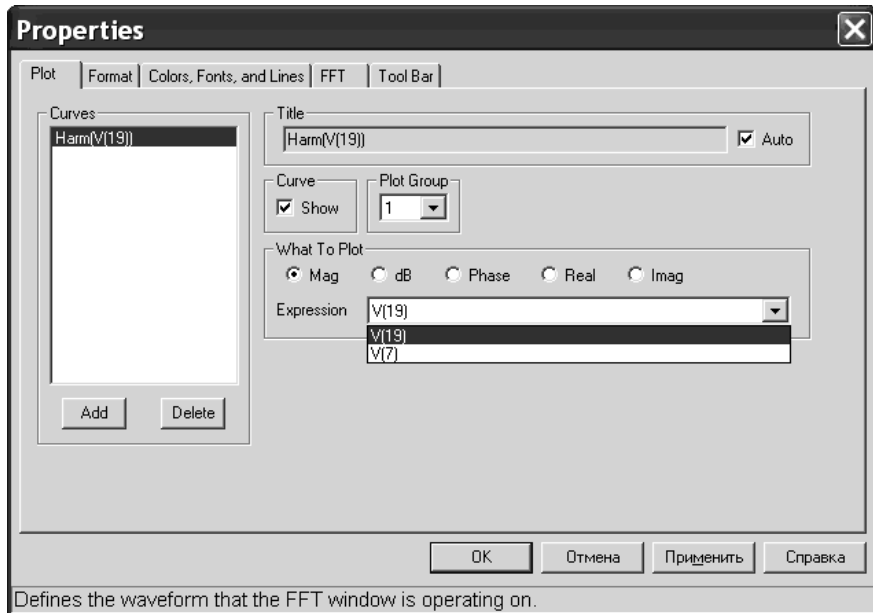 Properties
Plot Format Colors, Fonts, and Lines FFT Tool Bar
Curves
Harm(V(19))
Add Delete
Title
Harm(V(19)) Auto
Curve Plot Group
Show 1
What To Plot
Mag dB Phase Real Imag
Expression V(19)
V(19)
V(7)
OK Отмена Применить Справка
Defines the waveform that the FFT window is operating on.